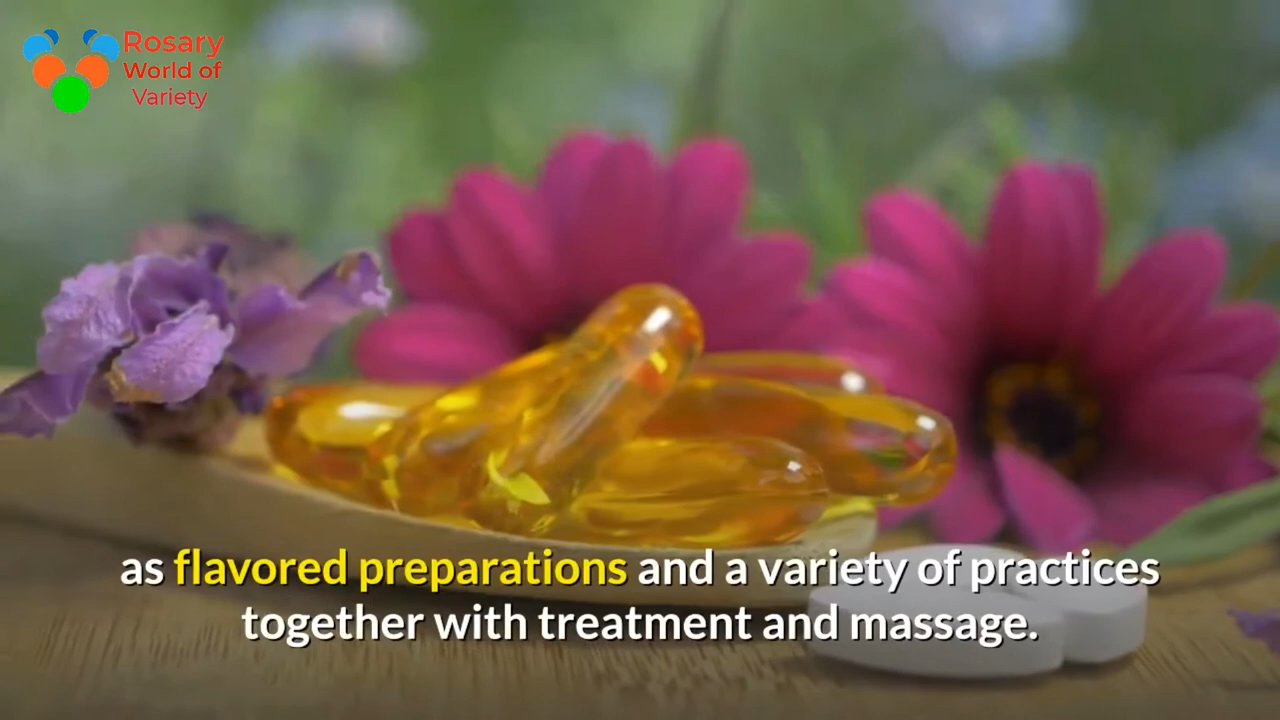 Rosary
World of
Variety
as flavored preparations and a variety of practices
together with treatment and massage.